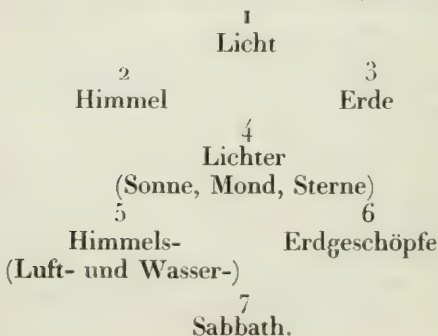 1
Licht
2 3
Himmel Erde
4
Lichter
(Sonne, Mond, Sterne)
5 6
Himmels- Erdgeschöpfe
(Luft- und Wasser-)
7
Sabbath.